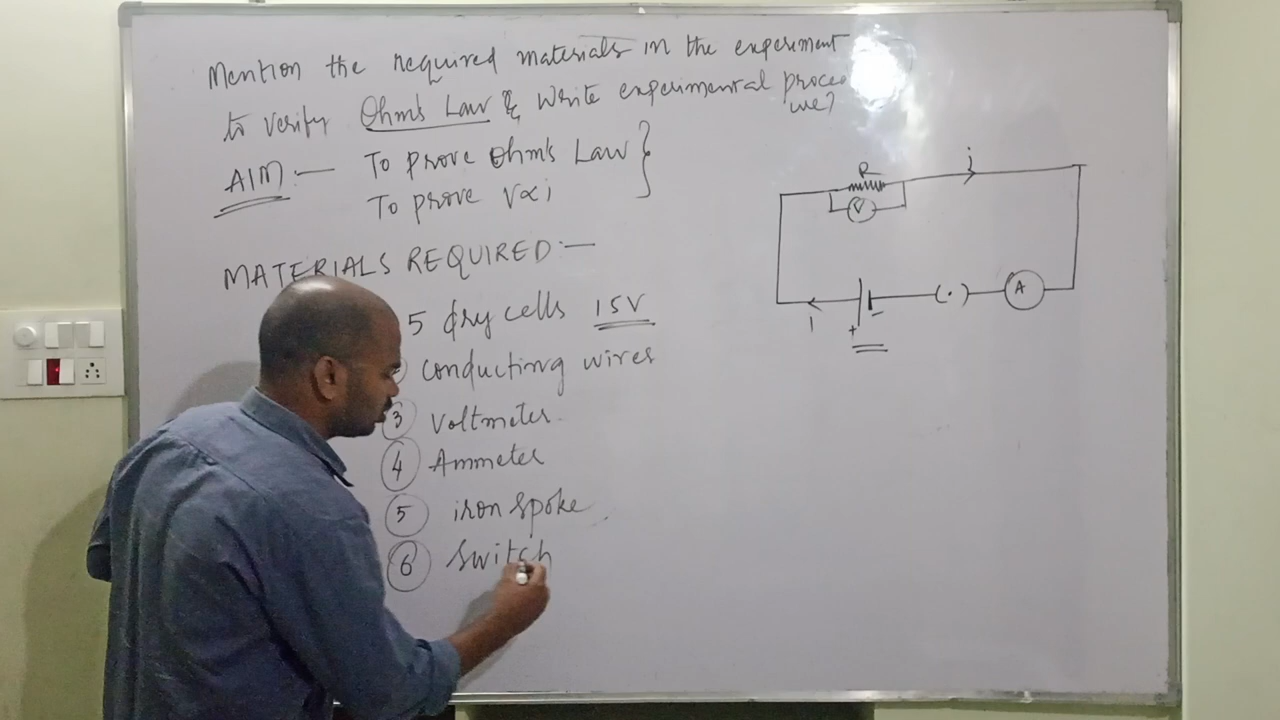 Mention the required materials in the experiment
to verify Ohm's Law & write experimental proce
ure?
AIM:— To prove Ohm's Law
To prove V∝i
MATERIALS REQUIRED:—
5 dry cells 1.5V
conducting wires
3 Voltmeter
4 Ammeter
5 iron spoke
6 Switch
R
i
V
A
i
+
-